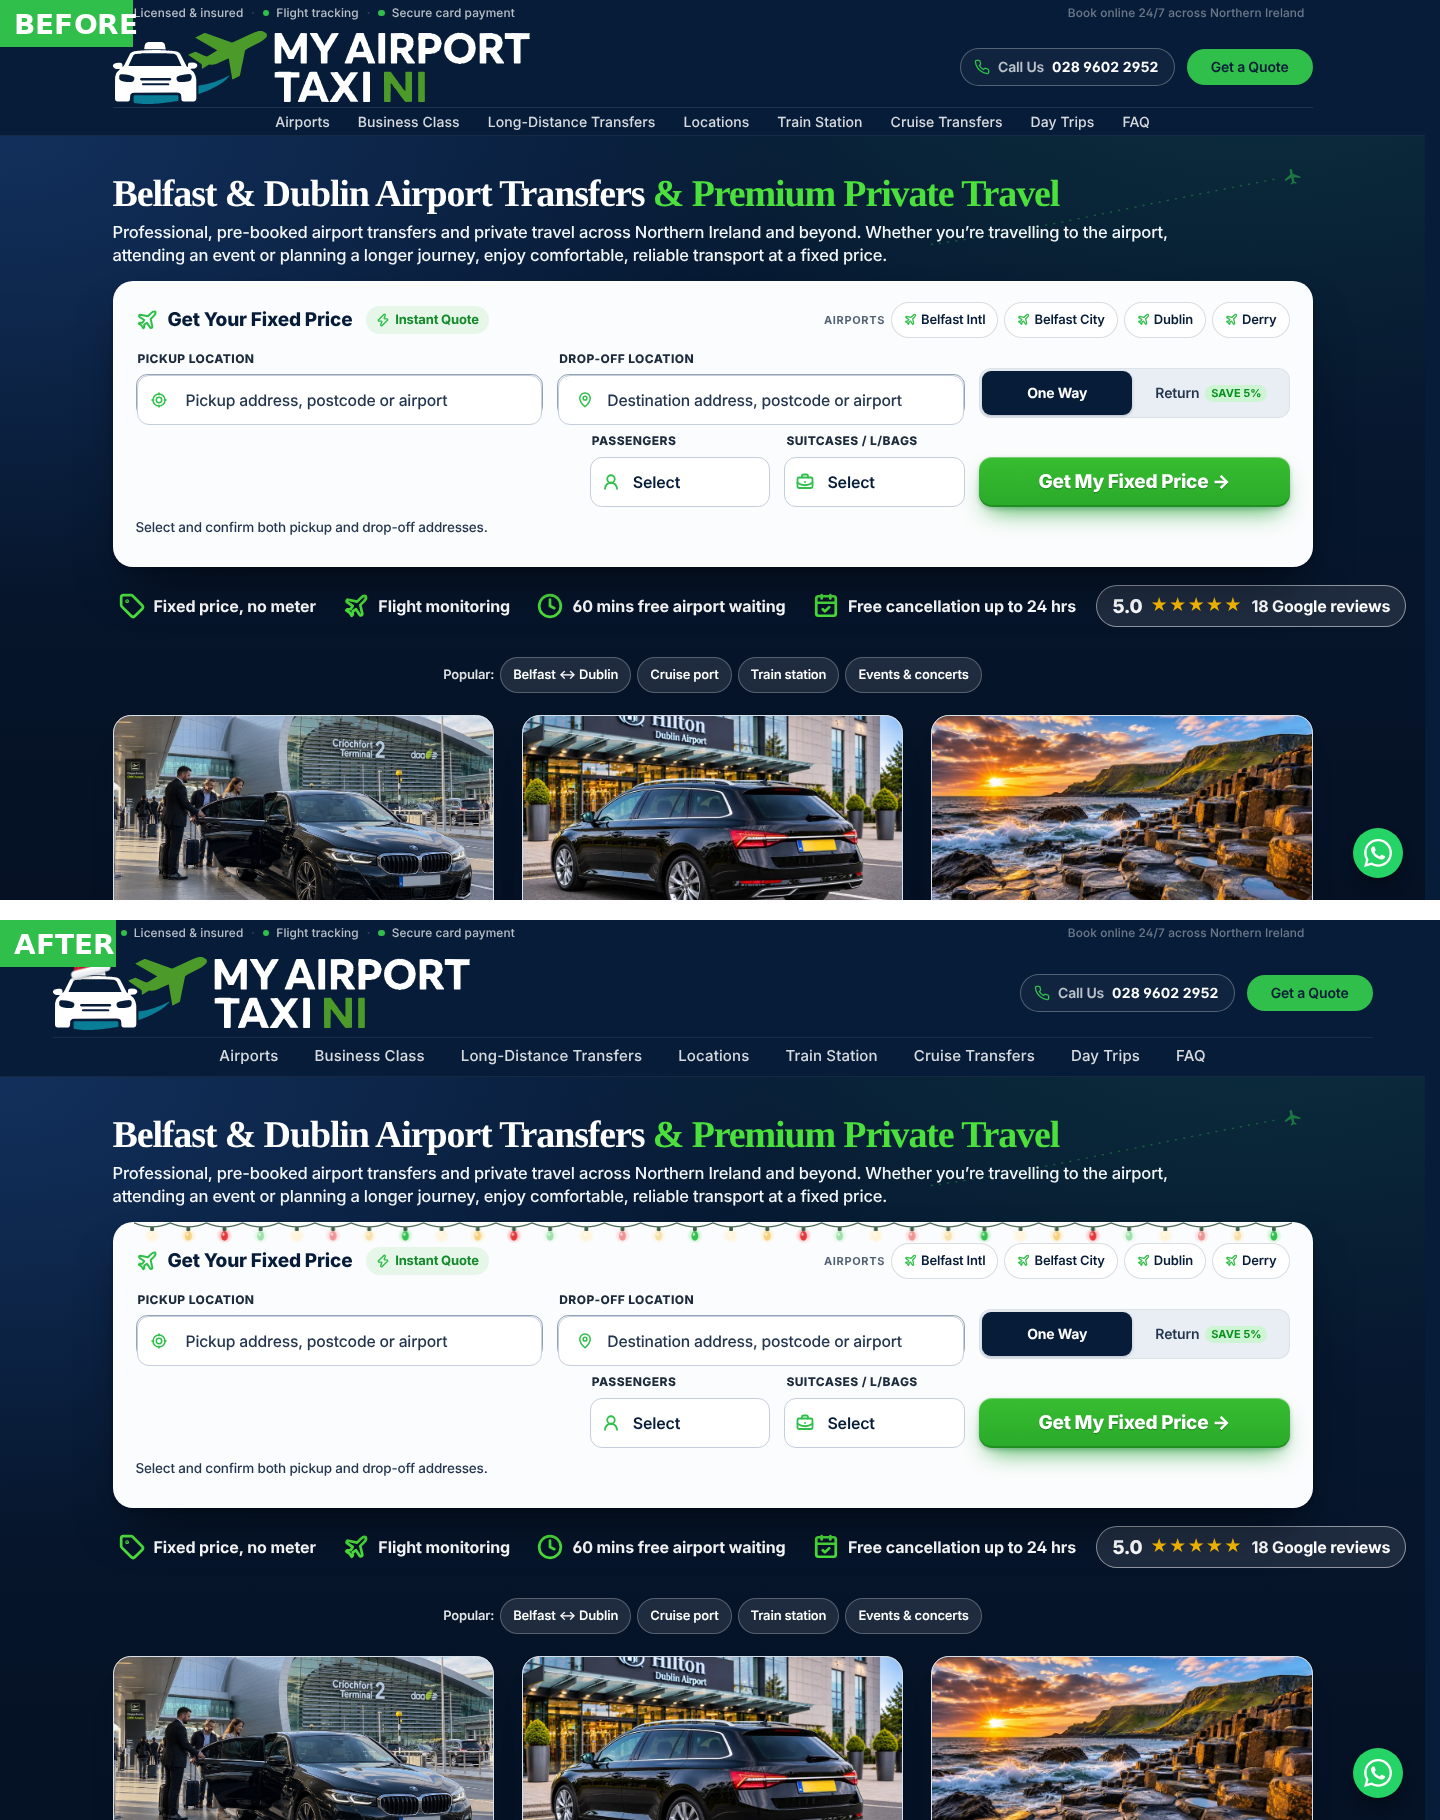 BEFORE
Licensed & insured · Flight tracking · Secure card payment
Book online 24/7 across Northern Ireland
MY AIRPORT
TAXI NI
Call Us 028 9602 2952
Get a Quote
Airports Business Class Long-Distance Transfers Locations Train Station Cruise Transfers Day Trips FAQ
Belfast & Dublin Airport Transfers & Premium Private Travel
Professional, pre-booked airport transfers and private travel across Northern Ireland and beyond. Whether you're travelling to the airport,
attending an event or planning a longer journey, enjoy comfortable, reliable transport at a fixed price.
Get Your Fixed Price Instant Quote
AIRPORTS Belfast Intl Belfast City Dublin Derry
PICKUP LOCATION DROP-OFF LOCATION
Pickup address, postcode or airport Destination address, postcode or airport One Way Return SAVE 5%
PASSENGERS SUITCASES / L/BAGS
Select Select Get My Fixed Price →
Select and confirm both pickup and drop-off addresses.
Fixed price, no meter Flight monitoring 60 mins free airport waiting Free cancellation up to 24 hrs 5.0 ★★★★★ 18 Google reviews
Popular: Belfast ↔ Dublin Cruise port Train station Events & concerts
Críochfort
Terminal 2
daa
Hilton
Dublin Airport
AFTER
Licensed & insured · Flight tracking · Secure card payment
Book online 24/7 across Northern Ireland
MY AIRPORT
TAXI NI
Call Us 028 9602 2952
Get a Quote
Airports Business Class Long-Distance Transfers Locations Train Station Cruise Transfers Day Trips FAQ
Belfast & Dublin Airport Transfers & Premium Private Travel
Professional, pre-booked airport transfers and private travel across Northern Ireland and beyond. Whether you're travelling to the airport,
attending an event or planning a longer journey, enjoy comfortable, reliable transport at a fixed price.
Get Your Fixed Price Instant Quote
AIRPORTS Belfast Intl Belfast City Dublin Derry
PICKUP LOCATION DROP-OFF LOCATION
Pickup address, postcode or airport Destination address, postcode or airport One Way Return SAVE 5%
PASSENGERS SUITCASES / L/BAGS
Select Select Get My Fixed Price →
Select and confirm both pickup and drop-off addresses.
Fixed price, no meter Flight monitoring 60 mins free airport waiting Free cancellation up to 24 hrs 5.0 ★★★★★ 18 Google reviews
Popular: Belfast ↔ Dublin Cruise port Train station Events & concerts
Críochfort
Terminal 2
daa
Hilton
Dublin Airport